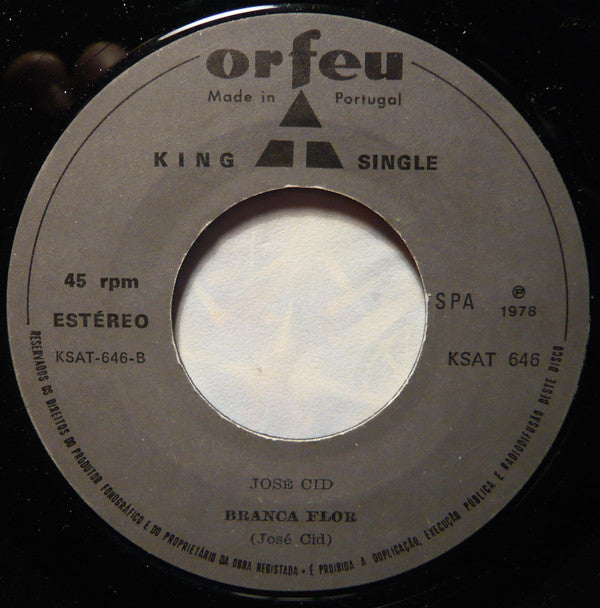 orfeu
Made in Portugal
KING SINGLE
45 rpm
ESTÉREO
KSAT-646-B
SPA
Ⓟ
1978
KSAT 646
JOSÉ CID
BRANCA FLOR
(José Cid)
RESERVADOS OS DIREITOS DO PRODUTOR FONOGRÁFICO E DO PROPRIETÁRIO DA OBRA REGISTADA • É PROIBIDA A DUPLICAÇÃO, EXECUÇÃO PÚBLICA E RADIODIFUSÃO DESTE DISCO